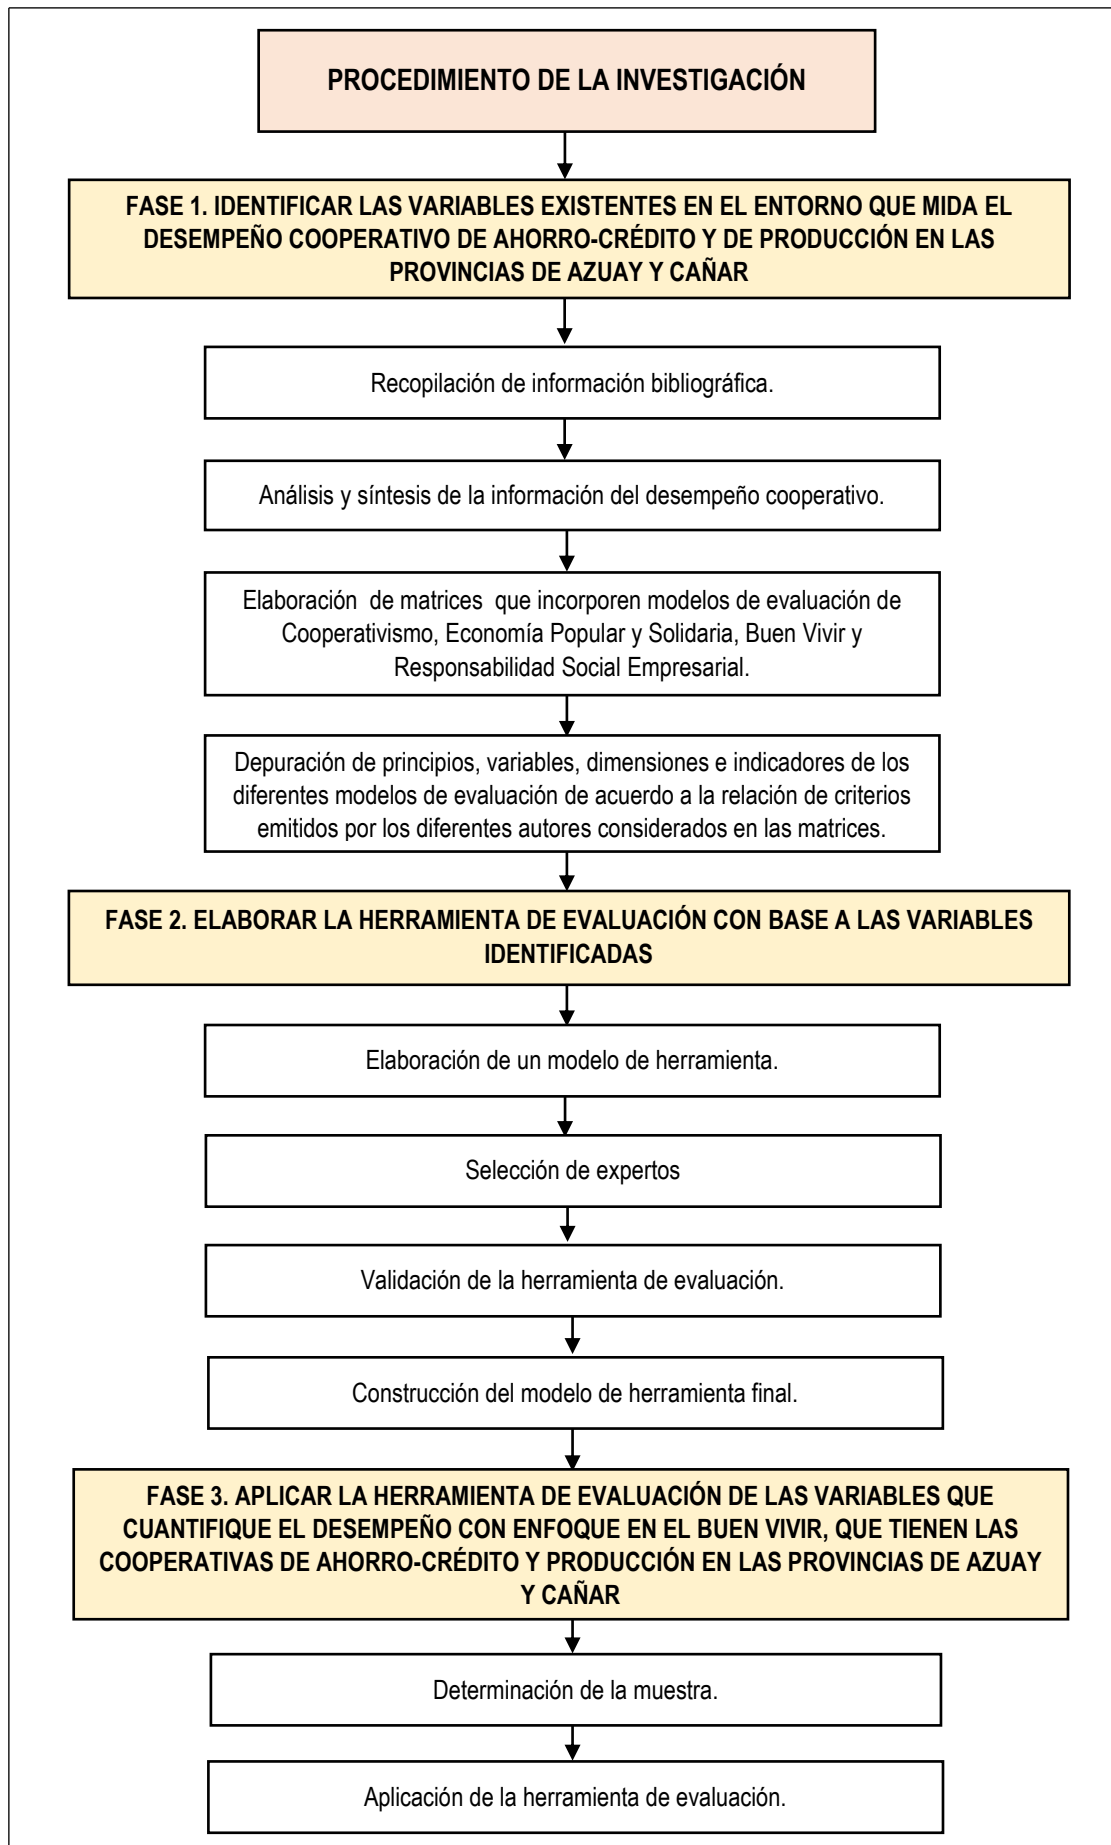 PROCEDIMIENTO DE LA INVESTIGACIÓN
FASE 1. IDENTIFICAR LAS VARIABLES EXISTENTES EN EL ENTORNO QUE MIDA EL
DESEMPEÑO COOPERATIVO DE AHORRO-CRÉDITO Y DE PRODUCCIÓN EN LAS
PROVINCIAS DE AZUAY Y CAÑAR
Recopilación de información bibliográfica.
Análisis y síntesis de la información del desempeño cooperativo.
Elaboración de matrices que incorporen modelos de evaluación de
Cooperativismo, Economía Popular y Solidaria, Buen Vivir y
Responsabilidad Social Empresarial.
Depuración de principios, variables, dimensiones e indicadores de los
diferentes modelos de evaluación de acuerdo a la relación de criterios
emitidos por los diferentes autores considerados en las matrices.
FASE 2. ELABORAR LA HERRAMIENTA DE EVALUACIÓN CON BASE A LAS VARIABLES
IDENTIFICADAS
Elaboración de un modelo de herramienta.
Selección de expertos
Validación de la herramienta de evaluación.
Construcción del modelo de herramienta final.
FASE 3. APLICAR LA HERRAMIENTA DE EVALUACIÓN DE LAS VARIABLES QUE
CUANTIFIQUE EL DESEMPEÑO CON ENFOQUE EN EL BUEN VIVIR, QUE TIENEN LAS
COOPERATIVAS DE AHORRO-CRÉDITO Y PRODUCCIÓN EN LAS PROVINCIAS DE AZUAY
Y CAÑAR
Determinación de la muestra.
Aplicación de la herramienta de evaluación.